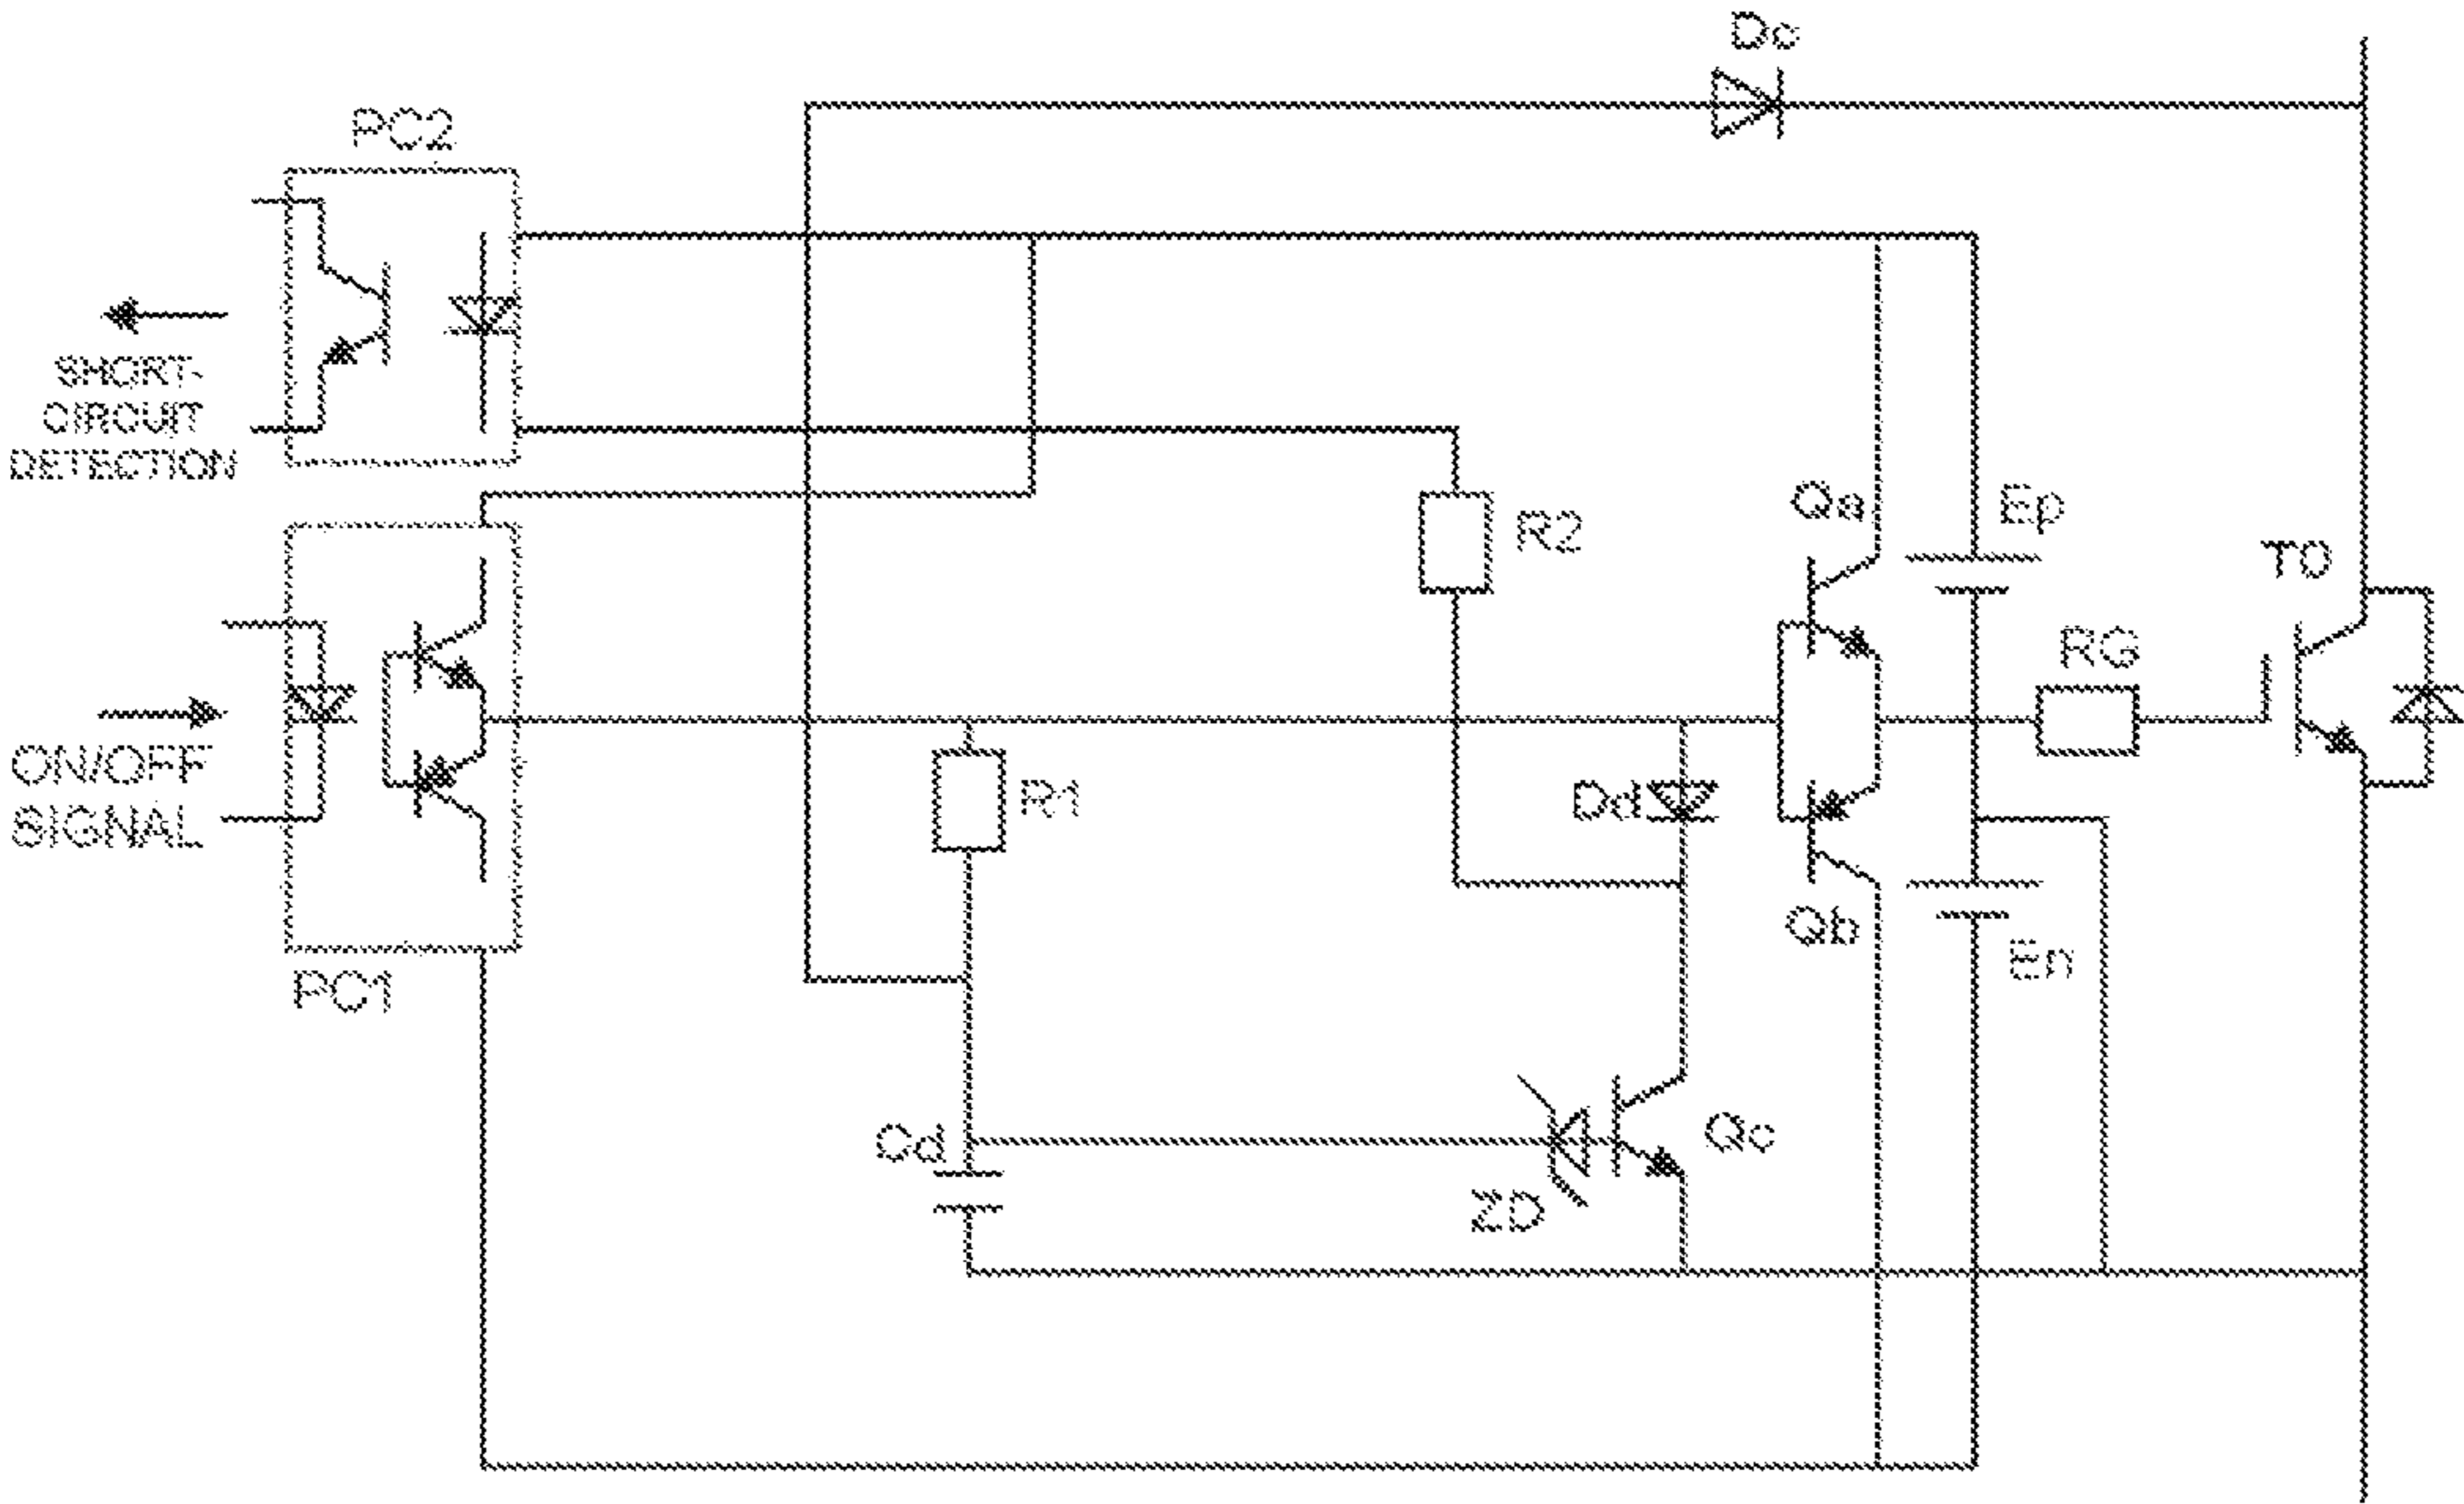 Dc
PC2
SHORT-
CIRCUIT
DETECTION
Qa
Ep
R2
T0
RG
ON/OFF
SIGNAL
R1
Dd
Qb
En
PC1
Cd
Qc
ZD